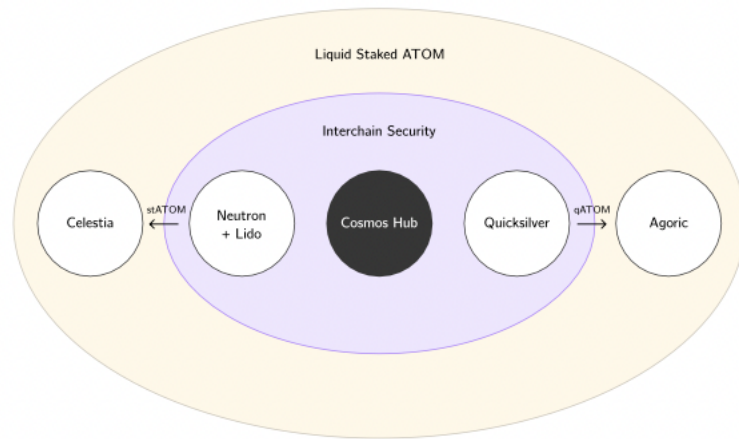 Liquid Staked ATOM
Interchain Security
Celestia
stATOM
Neutron
+ Lido
Cosmos Hub
Quicksilver
qATOM
Agoric